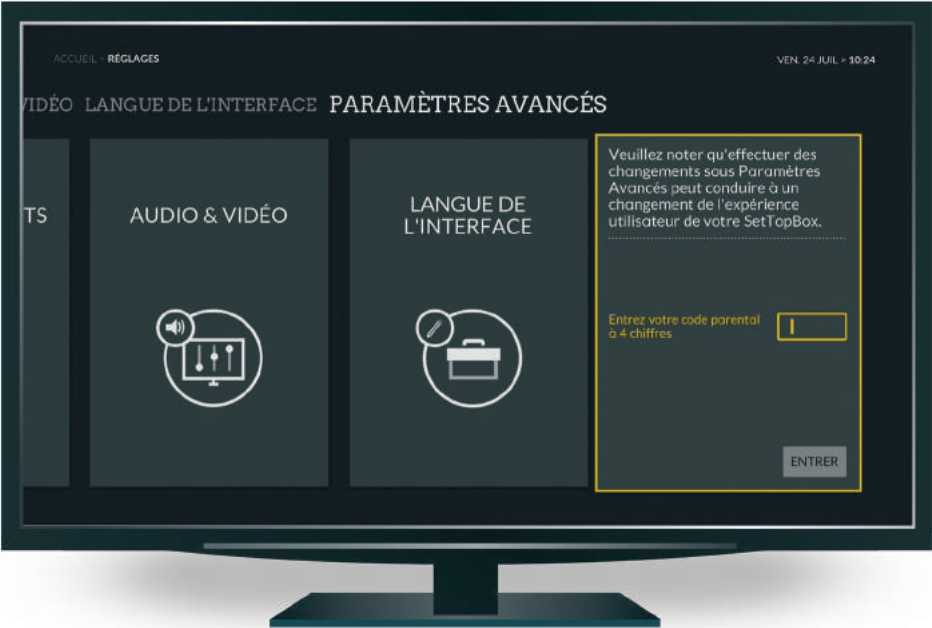 ACCUEIL > RÉGLAGES
VEN. 24 JUIL > 10:24
VIDÉO LANGUE DE L'INTERFACE PARAMÈTRES AVANCÉS
TS
AUDIO & VIDÉO
LANGUE DE
L'INTERFACE
Veuillez noter qu'effectuer des
changements sous Paramètres
Avancés peut conduire à un
changement de l'expérience
utilisateur de votre SetTopBox.
Entrez votre code parental
à 4 chiffres
ENTRER